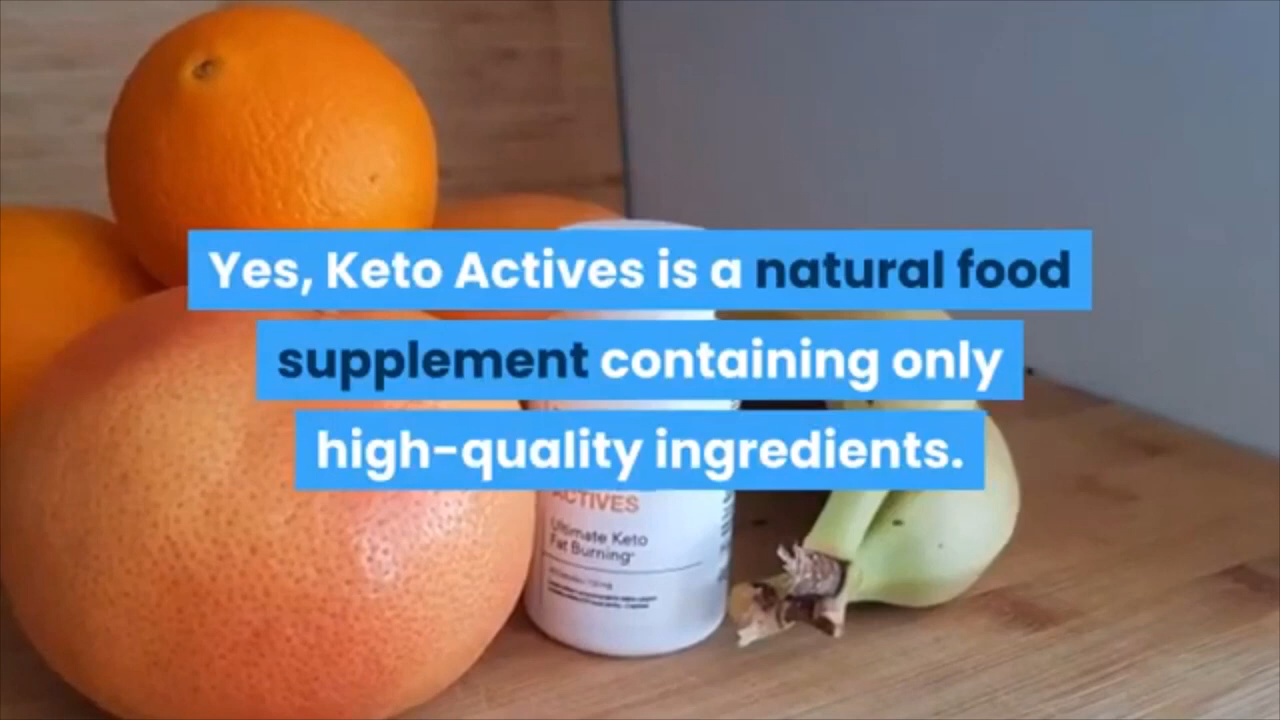 Yes, Keto Actives is a natural food
supplement containing only
high-quality ingredients.
ACTIVES
Ultimate Keto
Fat Burning*